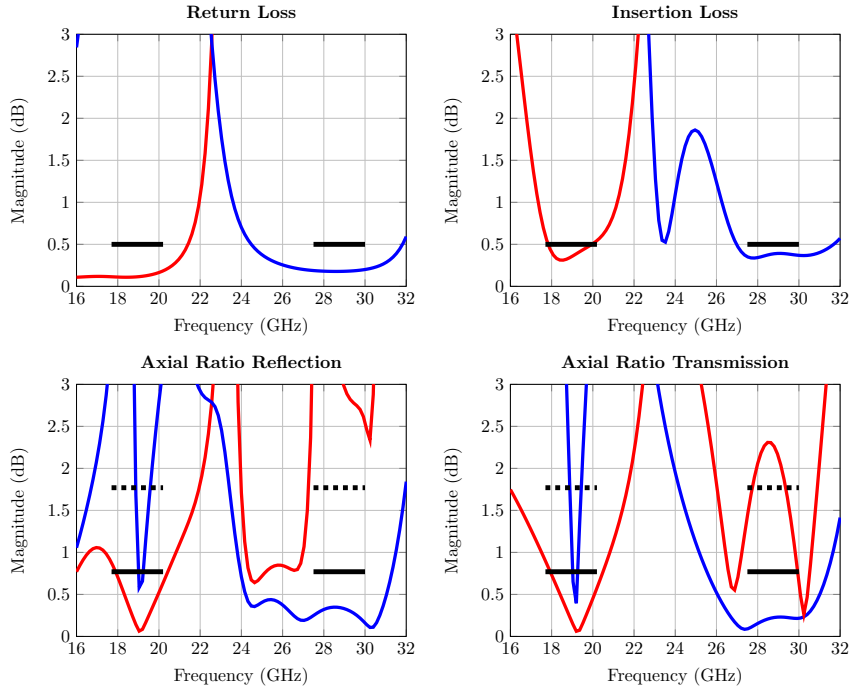 Return Loss
3
2.5
2
1.5
1
0.5
0
16 18 20 22 24 26 28 30 32
Frequency (GHz)
Magnitude (dB)
Insertion Loss
3
2.5
2
1.5
1
0.5
0
16 18 20 22 24 26 28 30 32
Frequency (GHz)
Magnitude (dB)
Axial Ratio Reflection
3
2.5
2
1.5
1
0.5
0
16 18 20 22 24 26 28 30 32
Frequency (GHz)
Magnitude (dB)
Axial Ratio Transmission
3
2.5
2
1.5
1
0.5
0
16 18 20 22 24 26 28 30 32
Frequency (GHz)
Magnitude (dB)